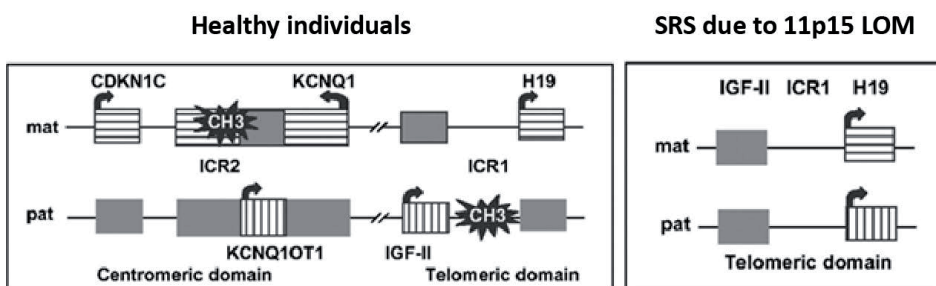 Healthy individuals
SRS due to 11p15 LOM
CDKN1C KCNQ1 H19
mat CH3
ICR2 ICR1
pat CH3
KCNQ1OT1 IGF-II
Centromeric domain Telomeric domain
IGF-II ICR1 H19
mat
pat
Telomeric domain